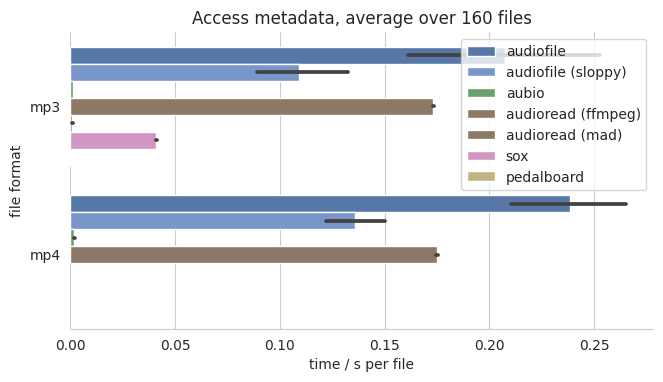 Access metadata, average over 160 files
audiofile
audiofile (sloppy)
aubio
audioread (ffmpeg)
audioread (mad)
sox
pedalboard
file format
mp3
mp4
0.00 0.05 0.10 0.15 0.20 0.25
time / s per file